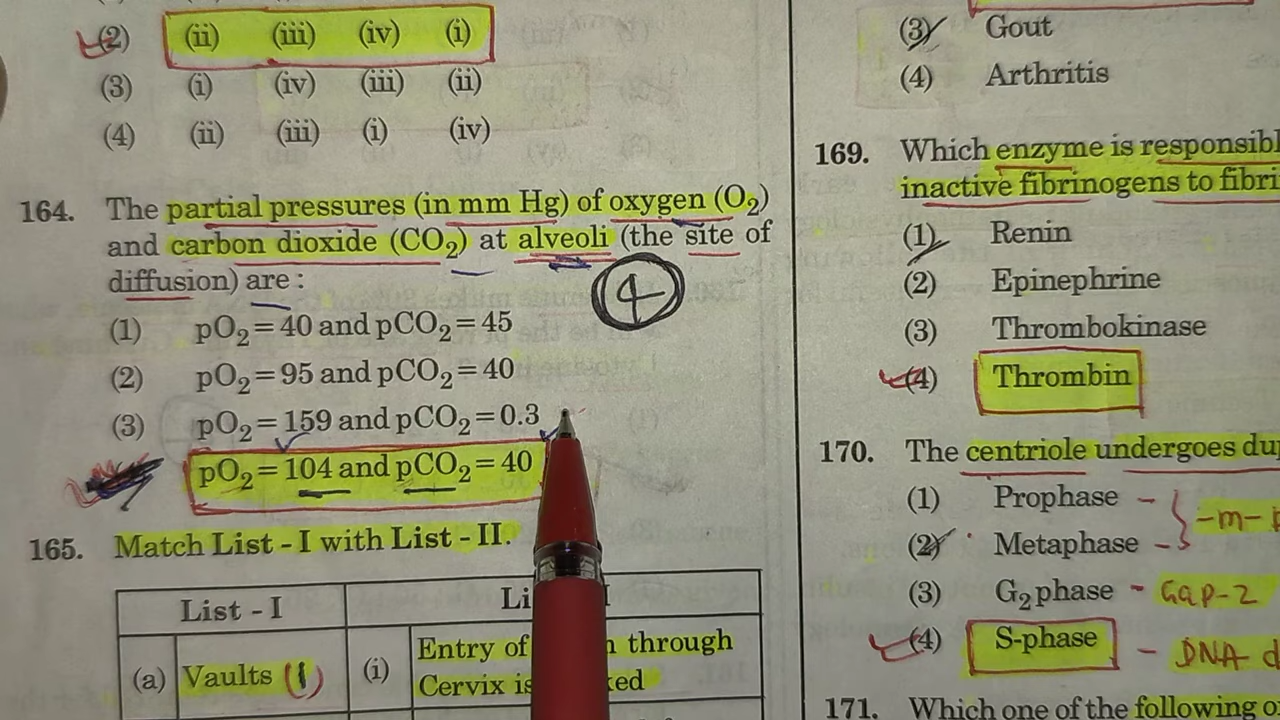 (2) (ii) (iii) (iv) (i)
(3) (i) (iv) (iii) (ii)
(4) (ii) (iii) (i) (iv)
164. The partial pressures (in mm Hg) of oxygen (O₂)
and carbon dioxide (CO₂) at alveoli (the site of
diffusion) are :
4
(1) pO₂ = 40 and pCO₂ = 45
(2) pO₂ = 95 and pCO₂ = 40
(3) pO₂ = 159 and pCO₂ = 0.3
pO₂ = 104 and pCO₂ = 40
165. Match List - I with List - II.
List - I
(a) Vaults (i)
Entry of through
Cervix is
(3) Gout
(4) Arthritis
169. Which enzyme is
inactive fibrinogens to
(1) Renin
(2) Epinephrine
(3) Thrombokinase
(4) Thrombin
170. The centriole undergoes
(1) Prophase -
(2) Metaphase -
-m-
(3) G₂ phase - Gap-2
(4) S-phase - DNA
171. Which one of the following